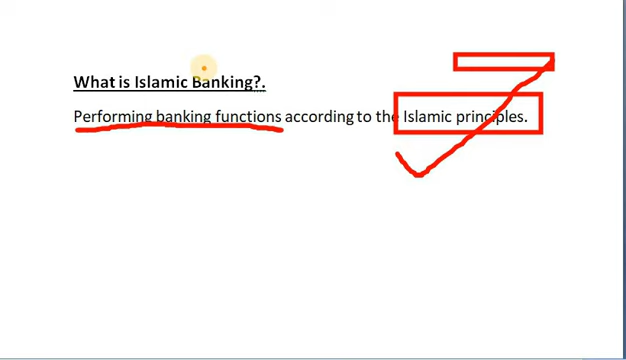 What is Islamic Banking?.
Performing banking functions according to the Islamic principles.